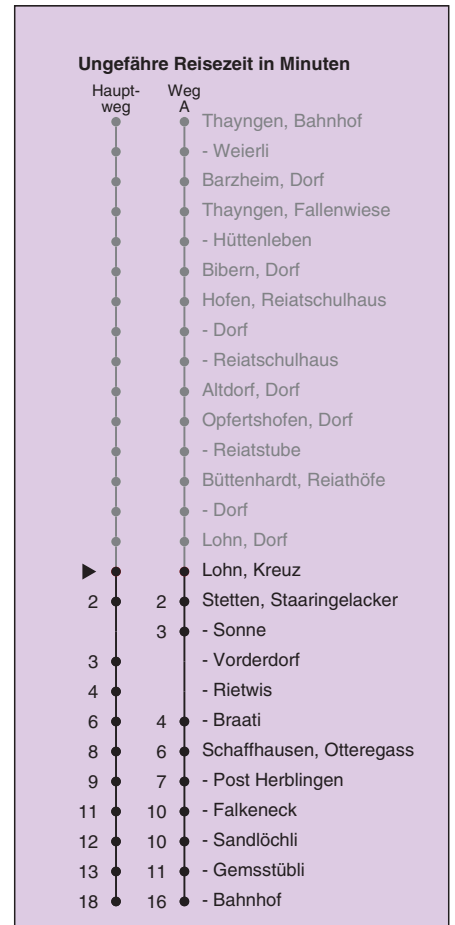 Ungefähre Reisezeit in Minuten
Haupt- Weg
weg A
Thayngen, Bahnhof
- Weierli
Barzheim, Dorf
Thayngen, Fallenwiese
- Hüttenleben
Bibern, Dorf
Hofen, Reiatschulhaus
- Dorf
- Reiatschulhaus
Altdorf, Dorf
Opfertshofen, Dorf
- Reiatstube
Büttenhardt, Reiathöfe
- Dorf
Lohn, Dorf
Lohn, Kreuz
2 2 Stetten, Staaringelacker
3 - Sonne
3 - Vorderdorf
4 - Rietwis
6 4 - Braati
8 6 Schaffhausen, Otteregass
9 7 - Post Herblingen
11 10 - Falkeneck
12 10 - Sandlöchli
13 11 - Gemsstübli
18 16 - Bahnhof